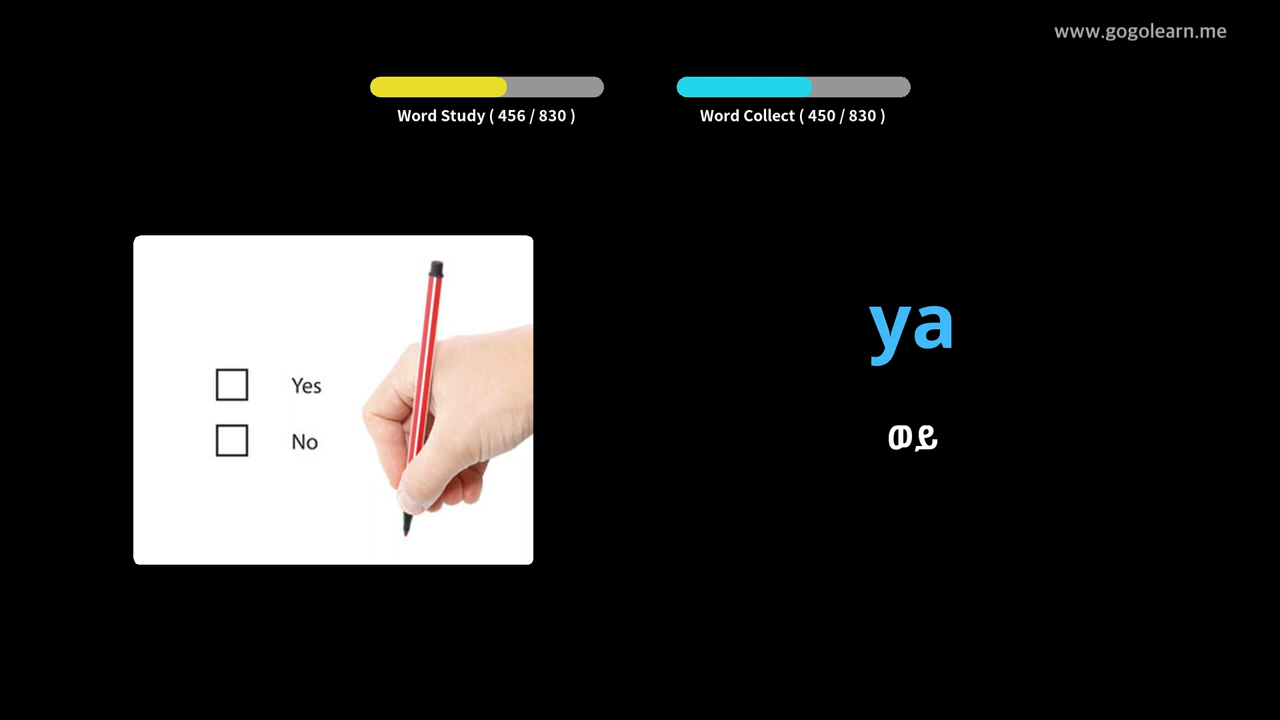 www.gogolearn.me
Word Study ( 456 / 830 )
Word Collect ( 450 / 830 )
Yes
No
ya
ወይ